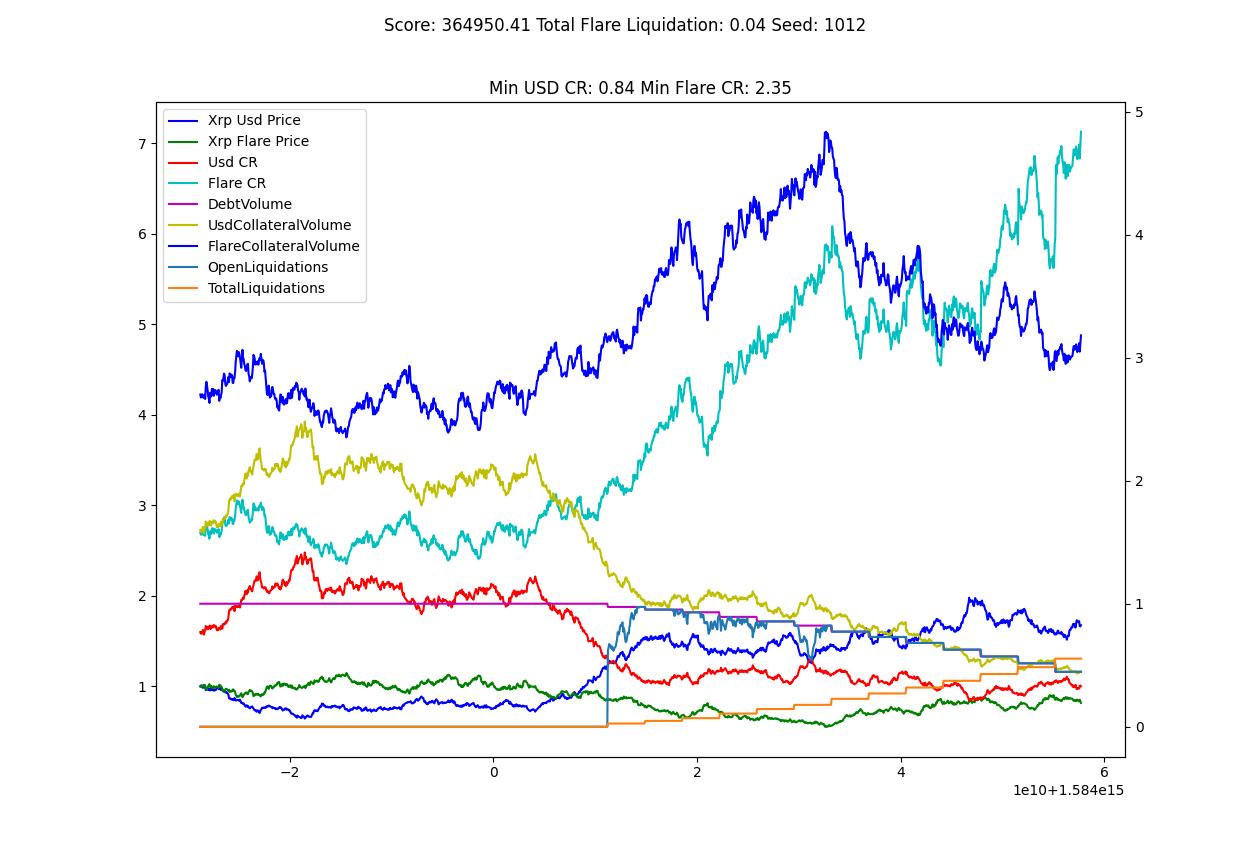 Score: 364950.41 Total Flare Liquidation: 0.04 Seed: 1012
Min USD CR: 0.84 Min Flare CR: 2.35
Xrp Usd Price
Xrp Flare Price
Usd CR
Flare CR
DebtVolume
UsdCollateralVolume
FlareCollateralVolume
OpenLiquidations
TotalLiquidations
7
6
5
4
3
2
1
5
4
3
2
1
0
−2
0
2
4
6
1e10+1.584e15